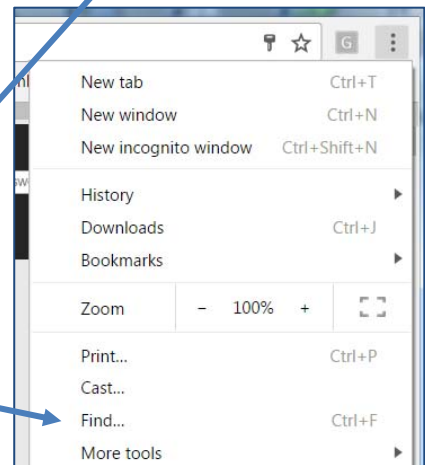 G
New tab Ctrl+T
New window Ctrl+N
New incognito window Ctrl+Shift+N
History
Downloads Ctrl+J
Bookmarks
Zoom - 100% +
Print... Ctrl+P
Cast...
Find... Ctrl+F
More tools